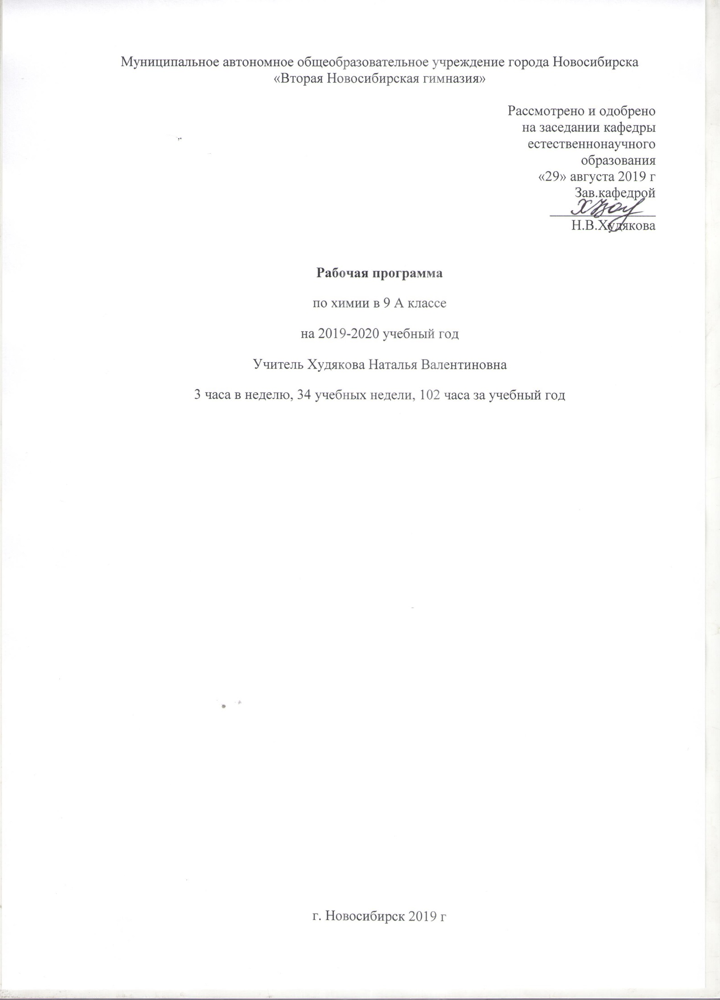 Муниципальное автономное общеобразовательное учреждение города Новосибирска
«Вторая Новосибирская гимназия»
Рассмотрено и одобрено
на заседании кафедры
естественнонаучного
образования
«29» августа 2019 г
Зав.кафедрой
Н.В.Худякова
Рабочая программа
по химии в 9 А классе
на 2019-2020 учебный год
Учитель Худякова Наталья Валентиновна
3 часа в неделю, 34 учебных недели, 102 часа за учебный год
г. Новосибирск 2019 г